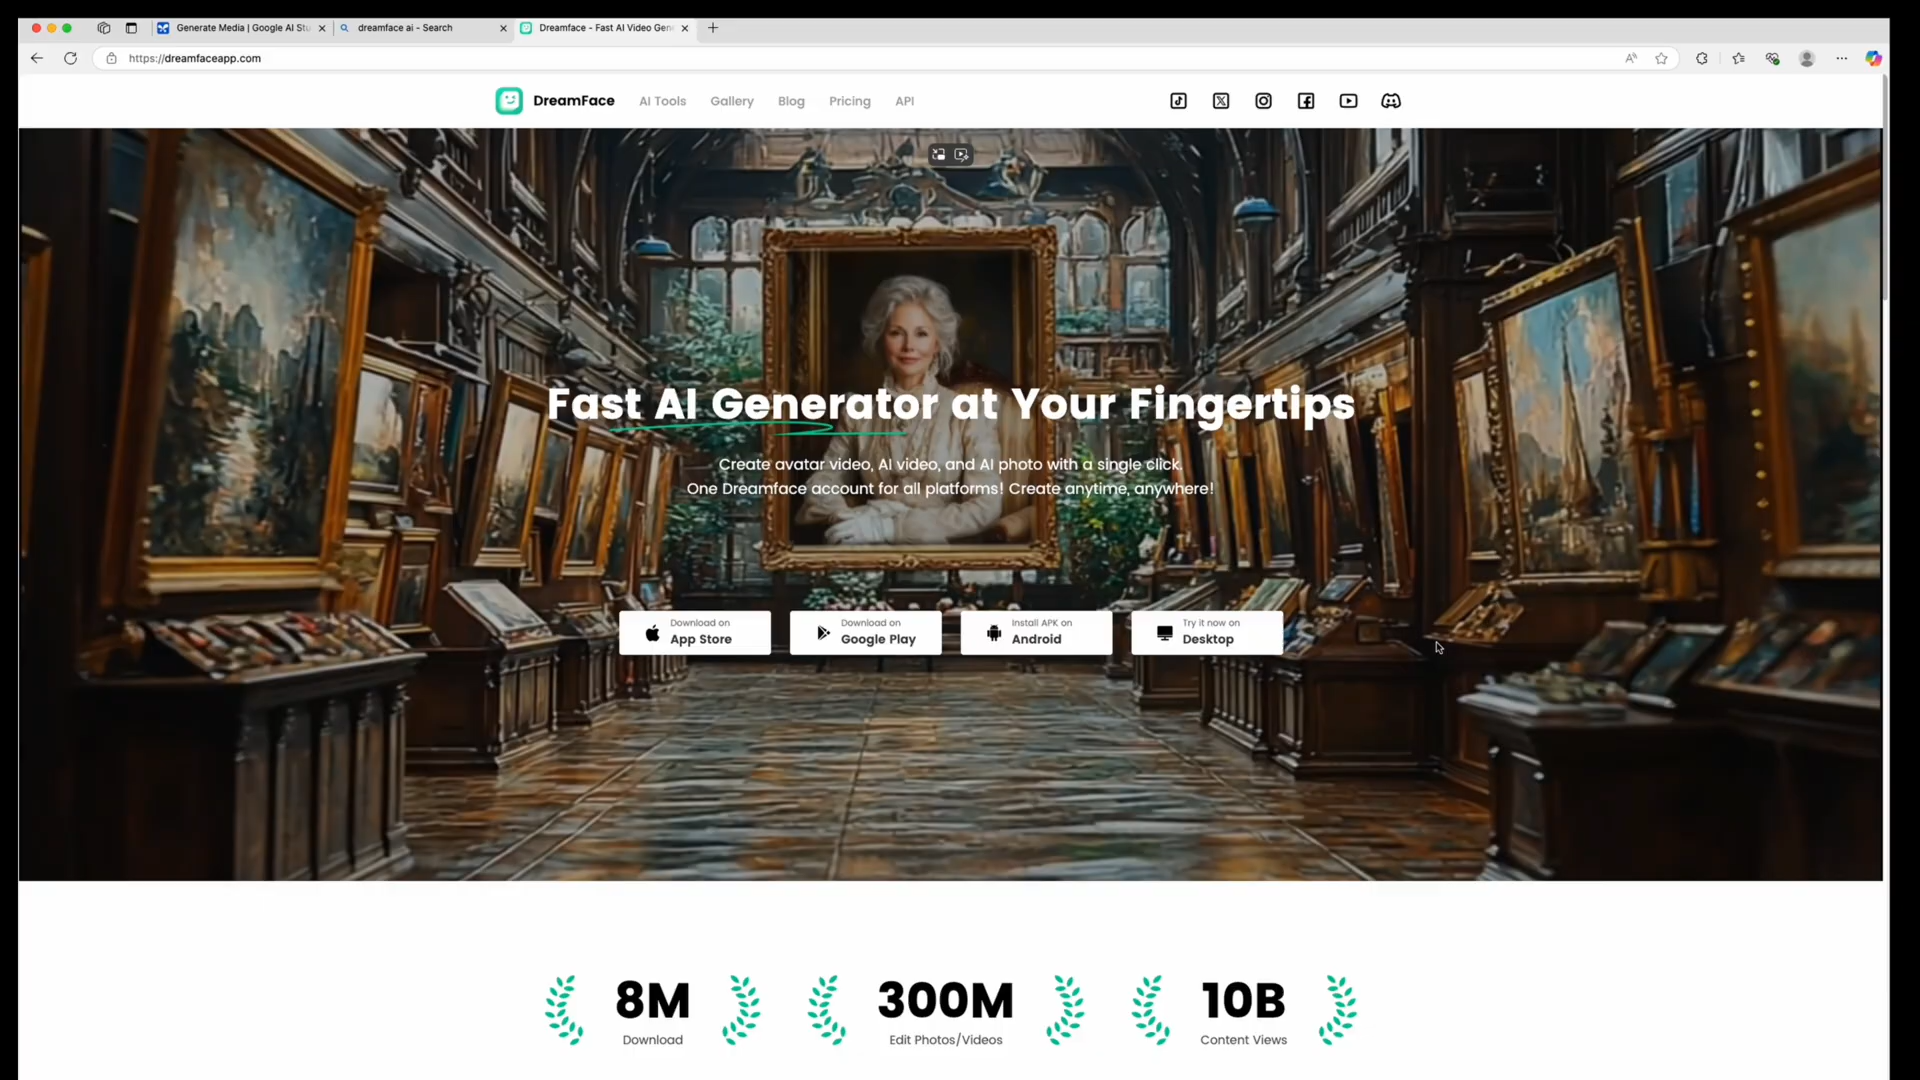 Generate Media | Google AI Stu
dreamface ai - Search
Dreamface - Fast AI Video Gen
https://dreamfaceapp.com
DreamFace
AI Tools
Gallery
Blog
Pricing
API
Fast AI Generator at Your Fingertips
Create avatar video, AI video, and AI photo with a single click.
One Dreamface account for all platforms! Create anytime, anywhere!
Download on
App Store
Download on
Google Play
Install APK on
Android
Try it now on
Desktop
8M
Download
300M
Edit Photos/Videos
10B
Content Views